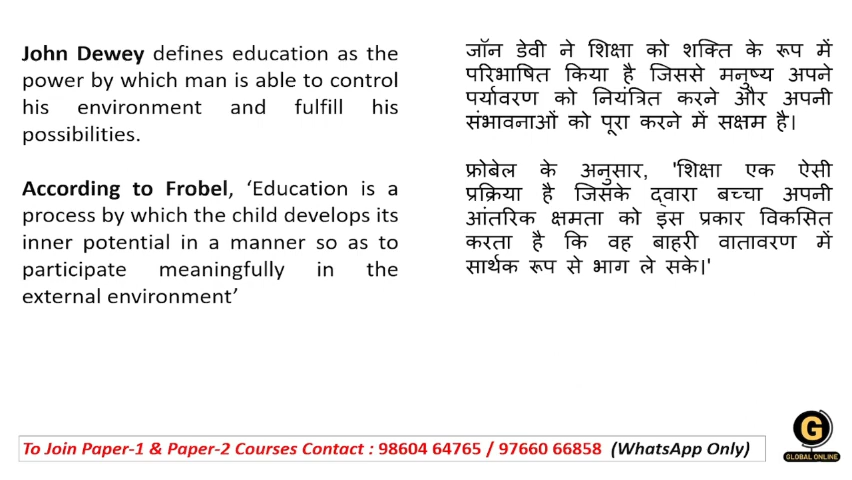 John Dewey defines education as the
power by which man is able to control
his environment and fulfill his
possibilities.
According to Frobel, ‘Education is a
process by which the child develops its
inner potential in a manner so as to
participate meaningfully in the
external environment’
जॉन डेवी ने शिक्षा को शक्ति के रूप में
परिभाषित किया है जिससे मनुष्य अपने
पर्यावरण को नियंत्रित करने और अपनी
संभावनाओं को पूरा करने में सक्षम है।
फ्रोबेल के अनुसार, 'शिक्षा एक ऐसी
प्रक्रिया है जिसके द्वारा बच्चा अपनी
आंतरिक क्षमता को इस प्रकार विकसित
करता है कि वह बाहरी वातावरण में
सार्थक रूप से भाग ले सके।'
To Join Paper-1 & Paper-2 Courses Contact : 98604 64765 / 97660 66858 (WhatsApp Only)
G
GLOBAL ONLINE